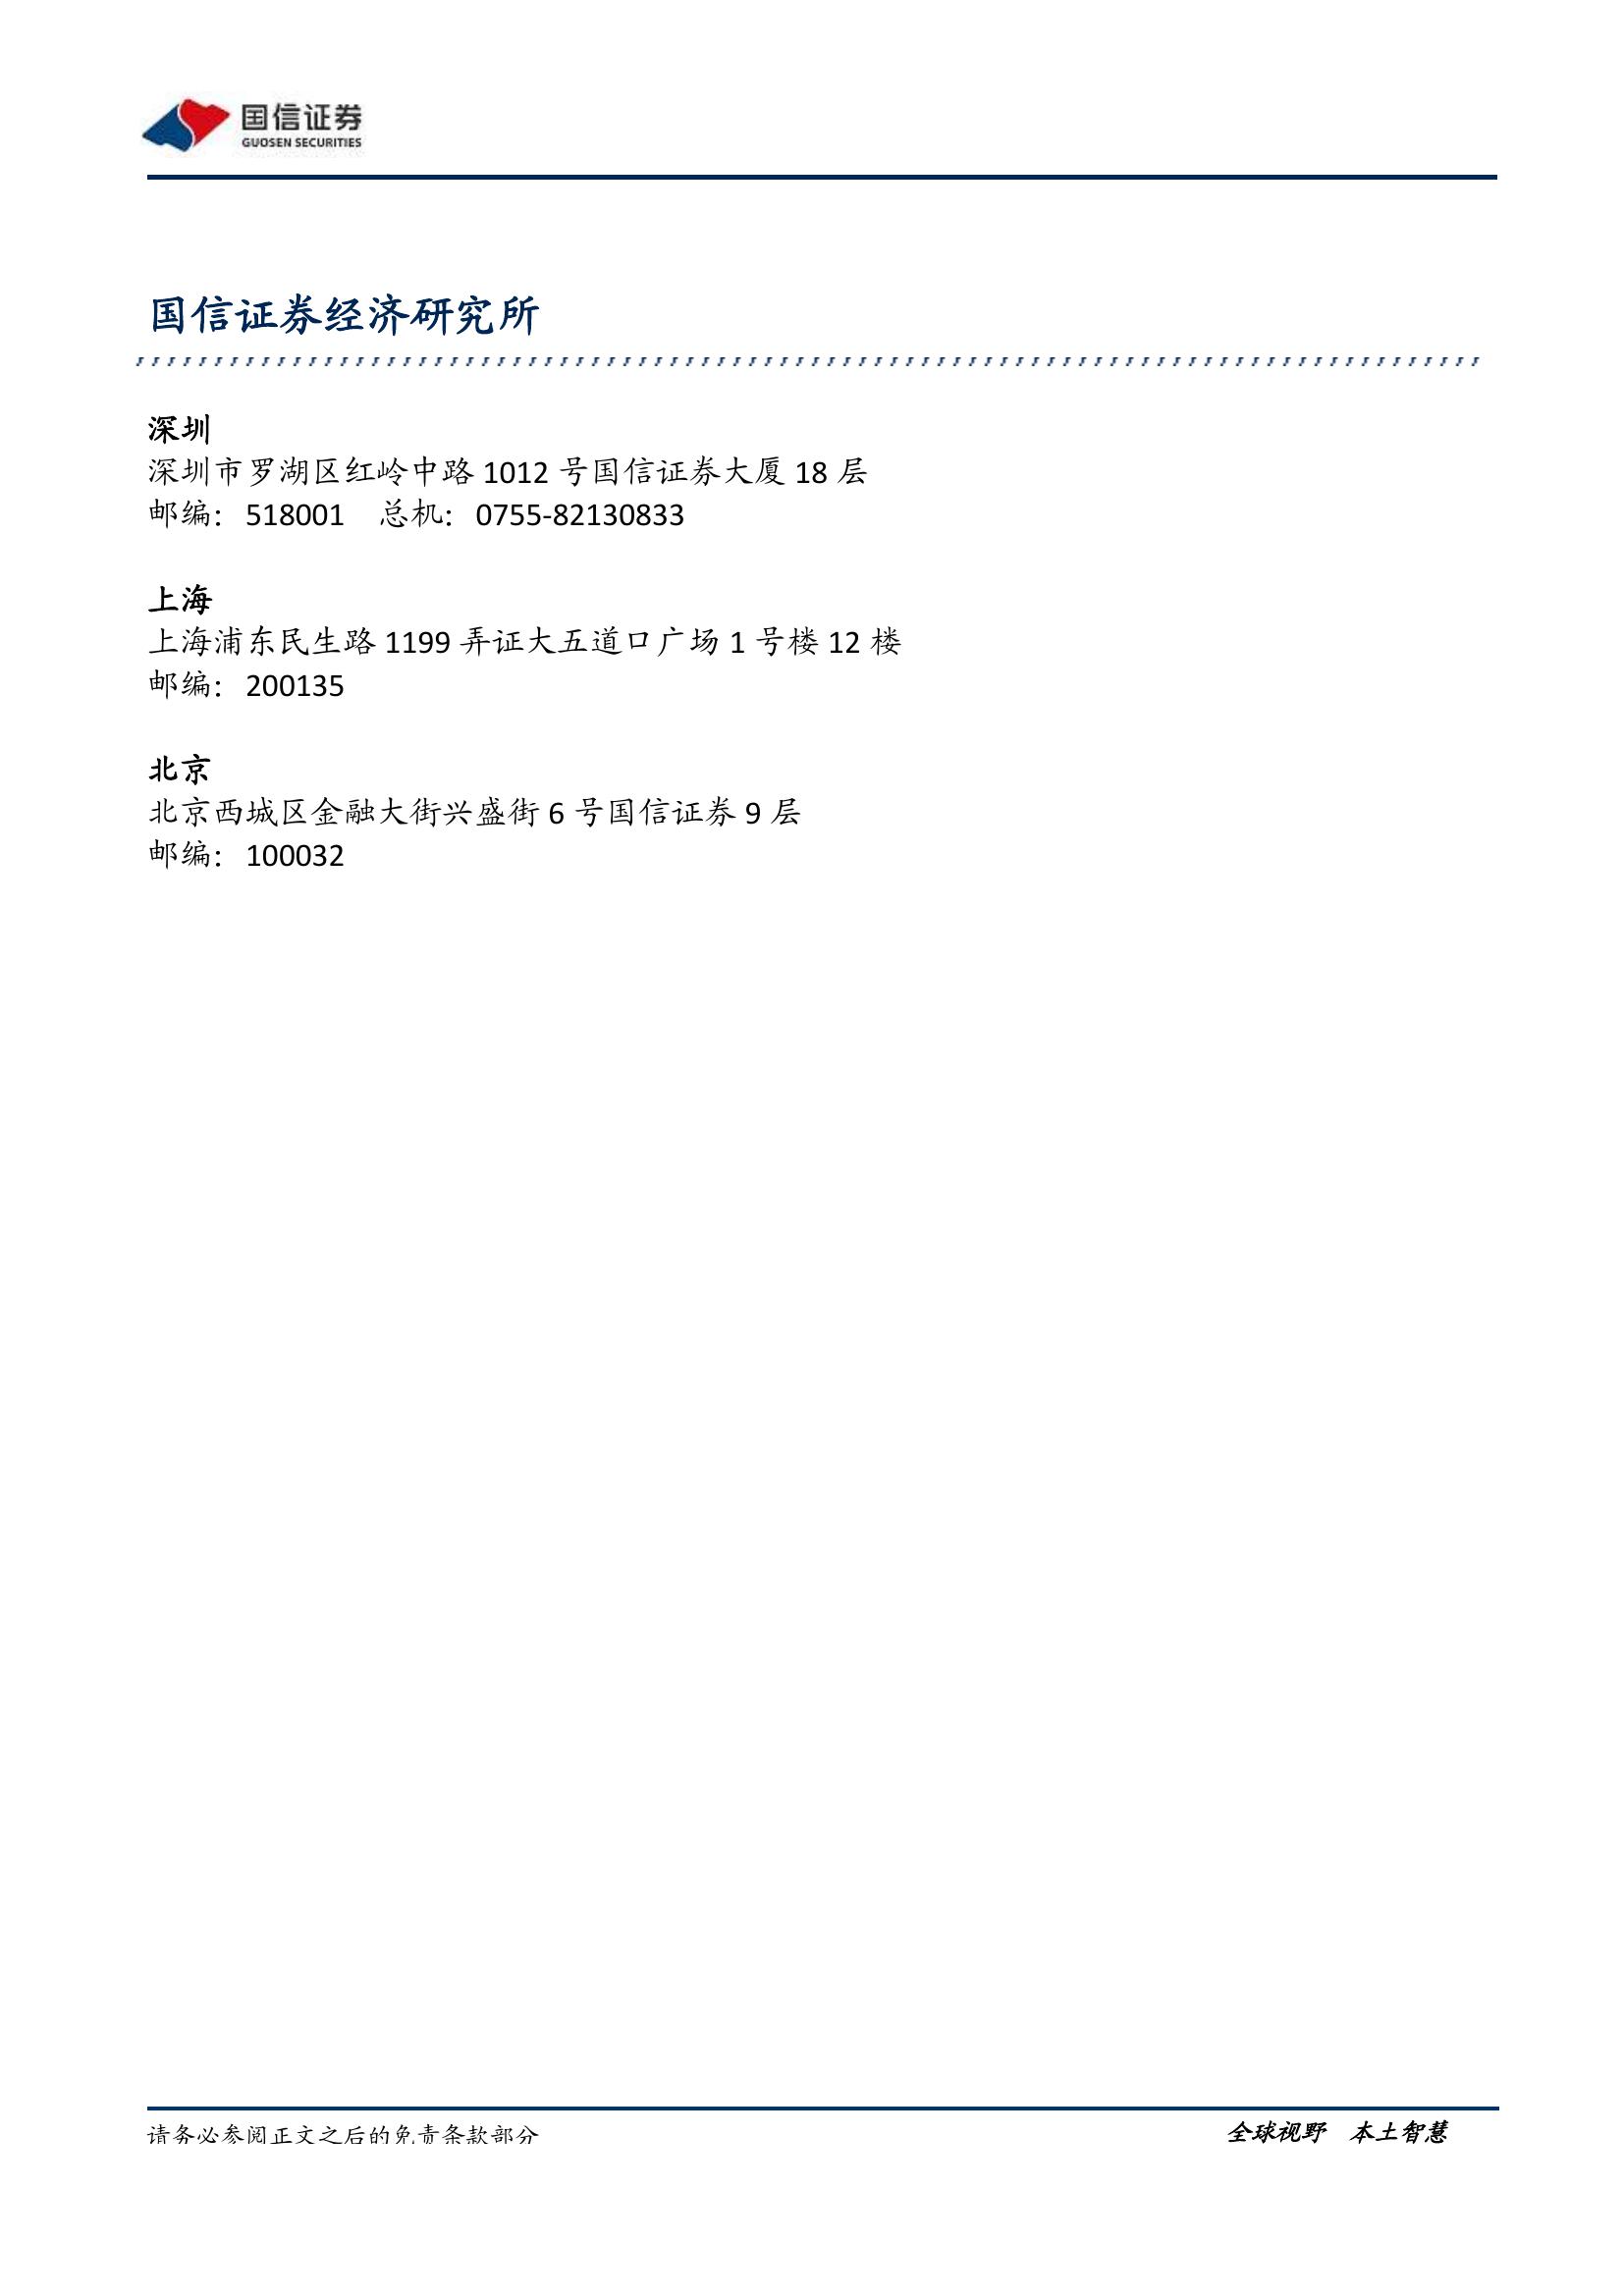 国信证券
GUOSEN SECURITIES
国信证券经济研究所
深圳
深圳市罗湖区红岭中路 1012 号国信证券大厦 18 层
邮编：518001　总机：0755-82130833
上海
上海浦东民生路 1199 弄证大五道口广场 1 号楼 12 楼
邮编：200135
北京
北京西城区金融大街兴盛街 6 号国信证券 9 层
邮编：100032
请务必参阅正文之后的免责条款部分
全球视野　本土智慧